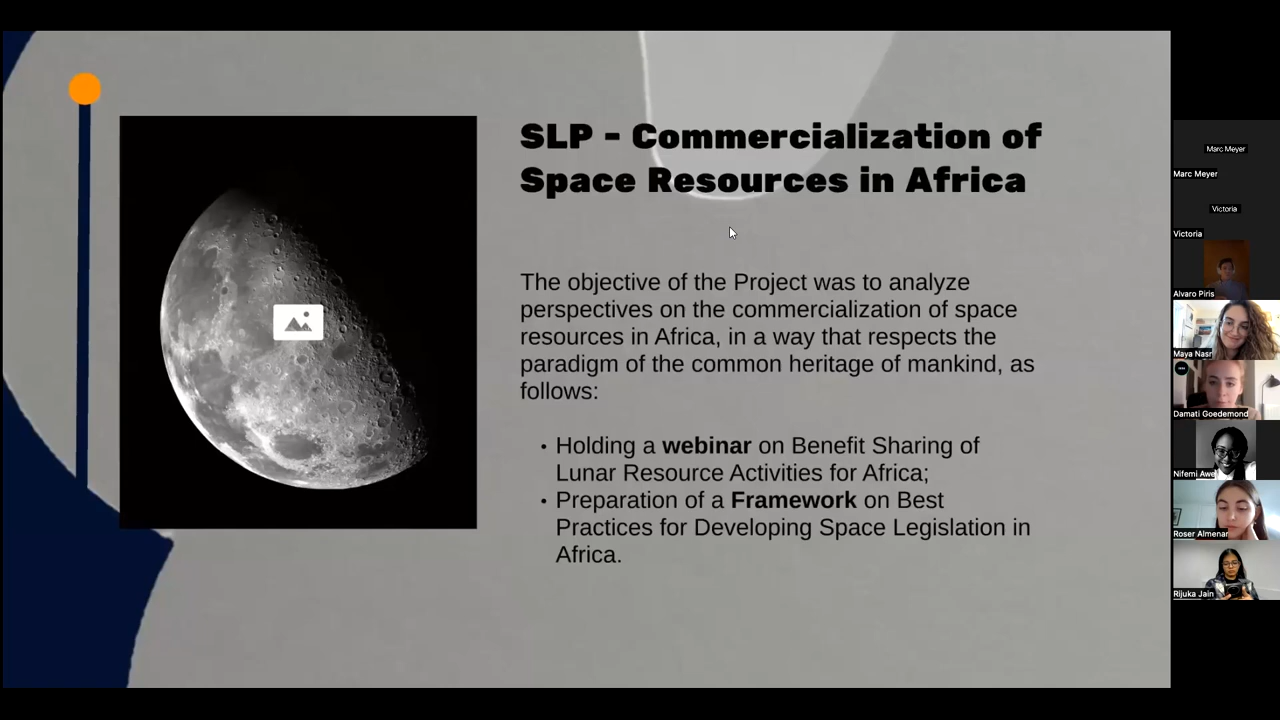 SLP - Commercialization of
Space Resources in Africa
The objective of the Project was to analyze
perspectives on the commercialization of space
resources in Africa, in a way that respects the
paradigm of the common heritage of mankind, as
follows:
• Holding a webinar on Benefit Sharing of
Lunar Resource Activities for Africa;
• Preparation of a Framework on Best
Practices for Developing Space Legislation in
Africa.
Marc Meyer
Marc Meyer
Victoria
Victoria
Alvaro Piris
Maya Nasr
Damati Goedemond
Nifemi Awe
Roser Almenar
Rijuka Jain